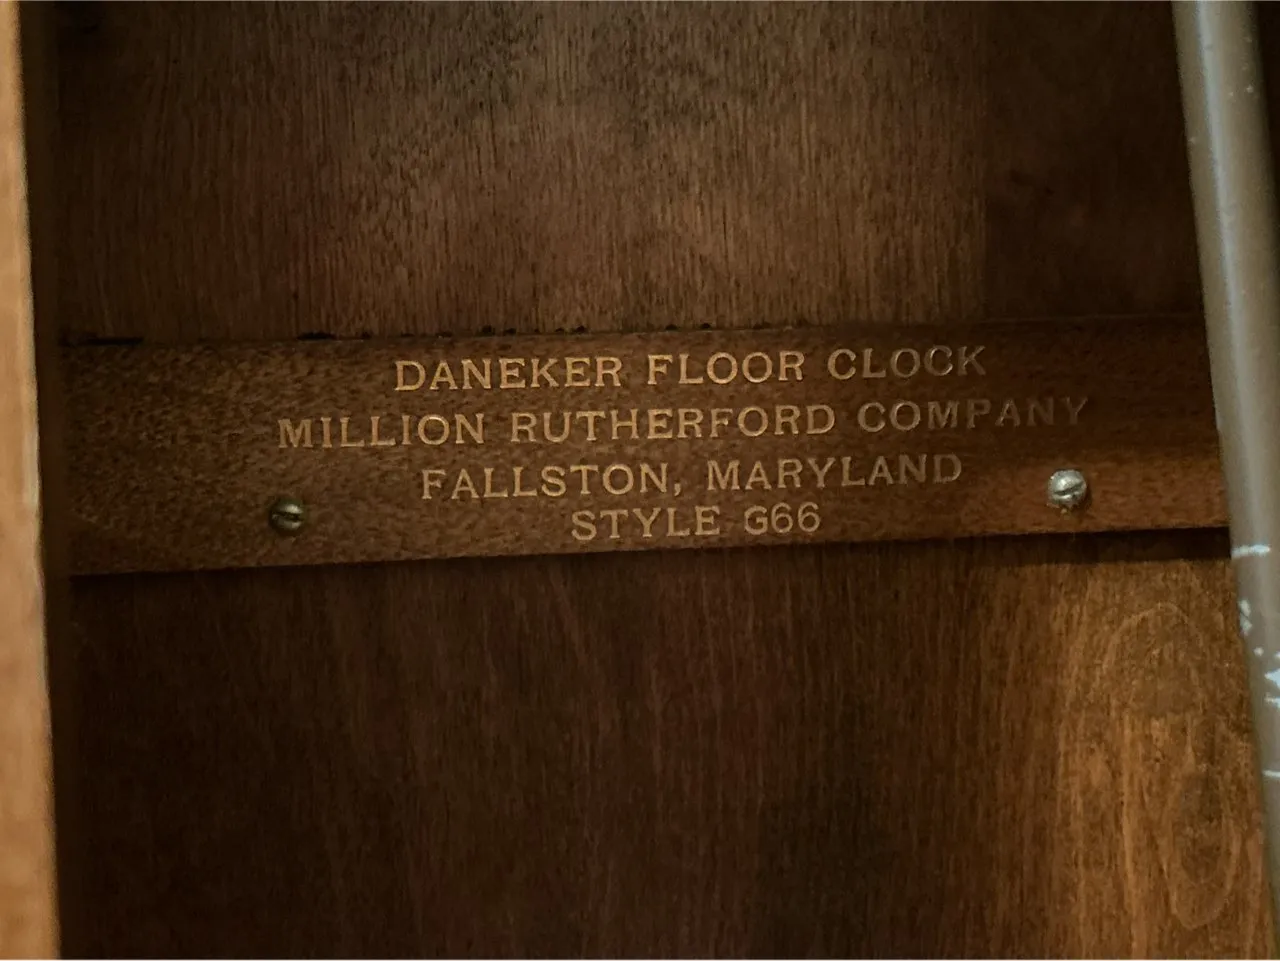 DANEKER FLOOR CLOCK
MILLION RUTHERFORD COMPANY
FALLSTON, MARYLAND
STYLE G66